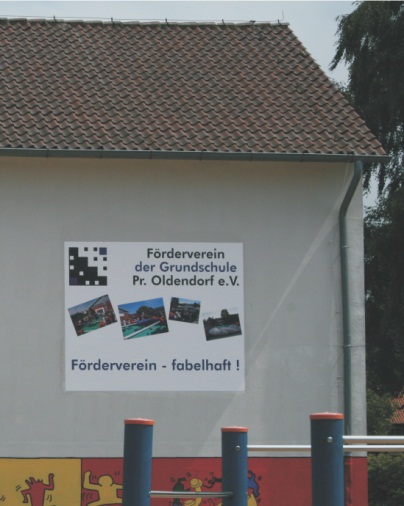 Förderverein
der Grundschule
Pr. Oldendorf e.V.
Förderverein - fabelhaft !